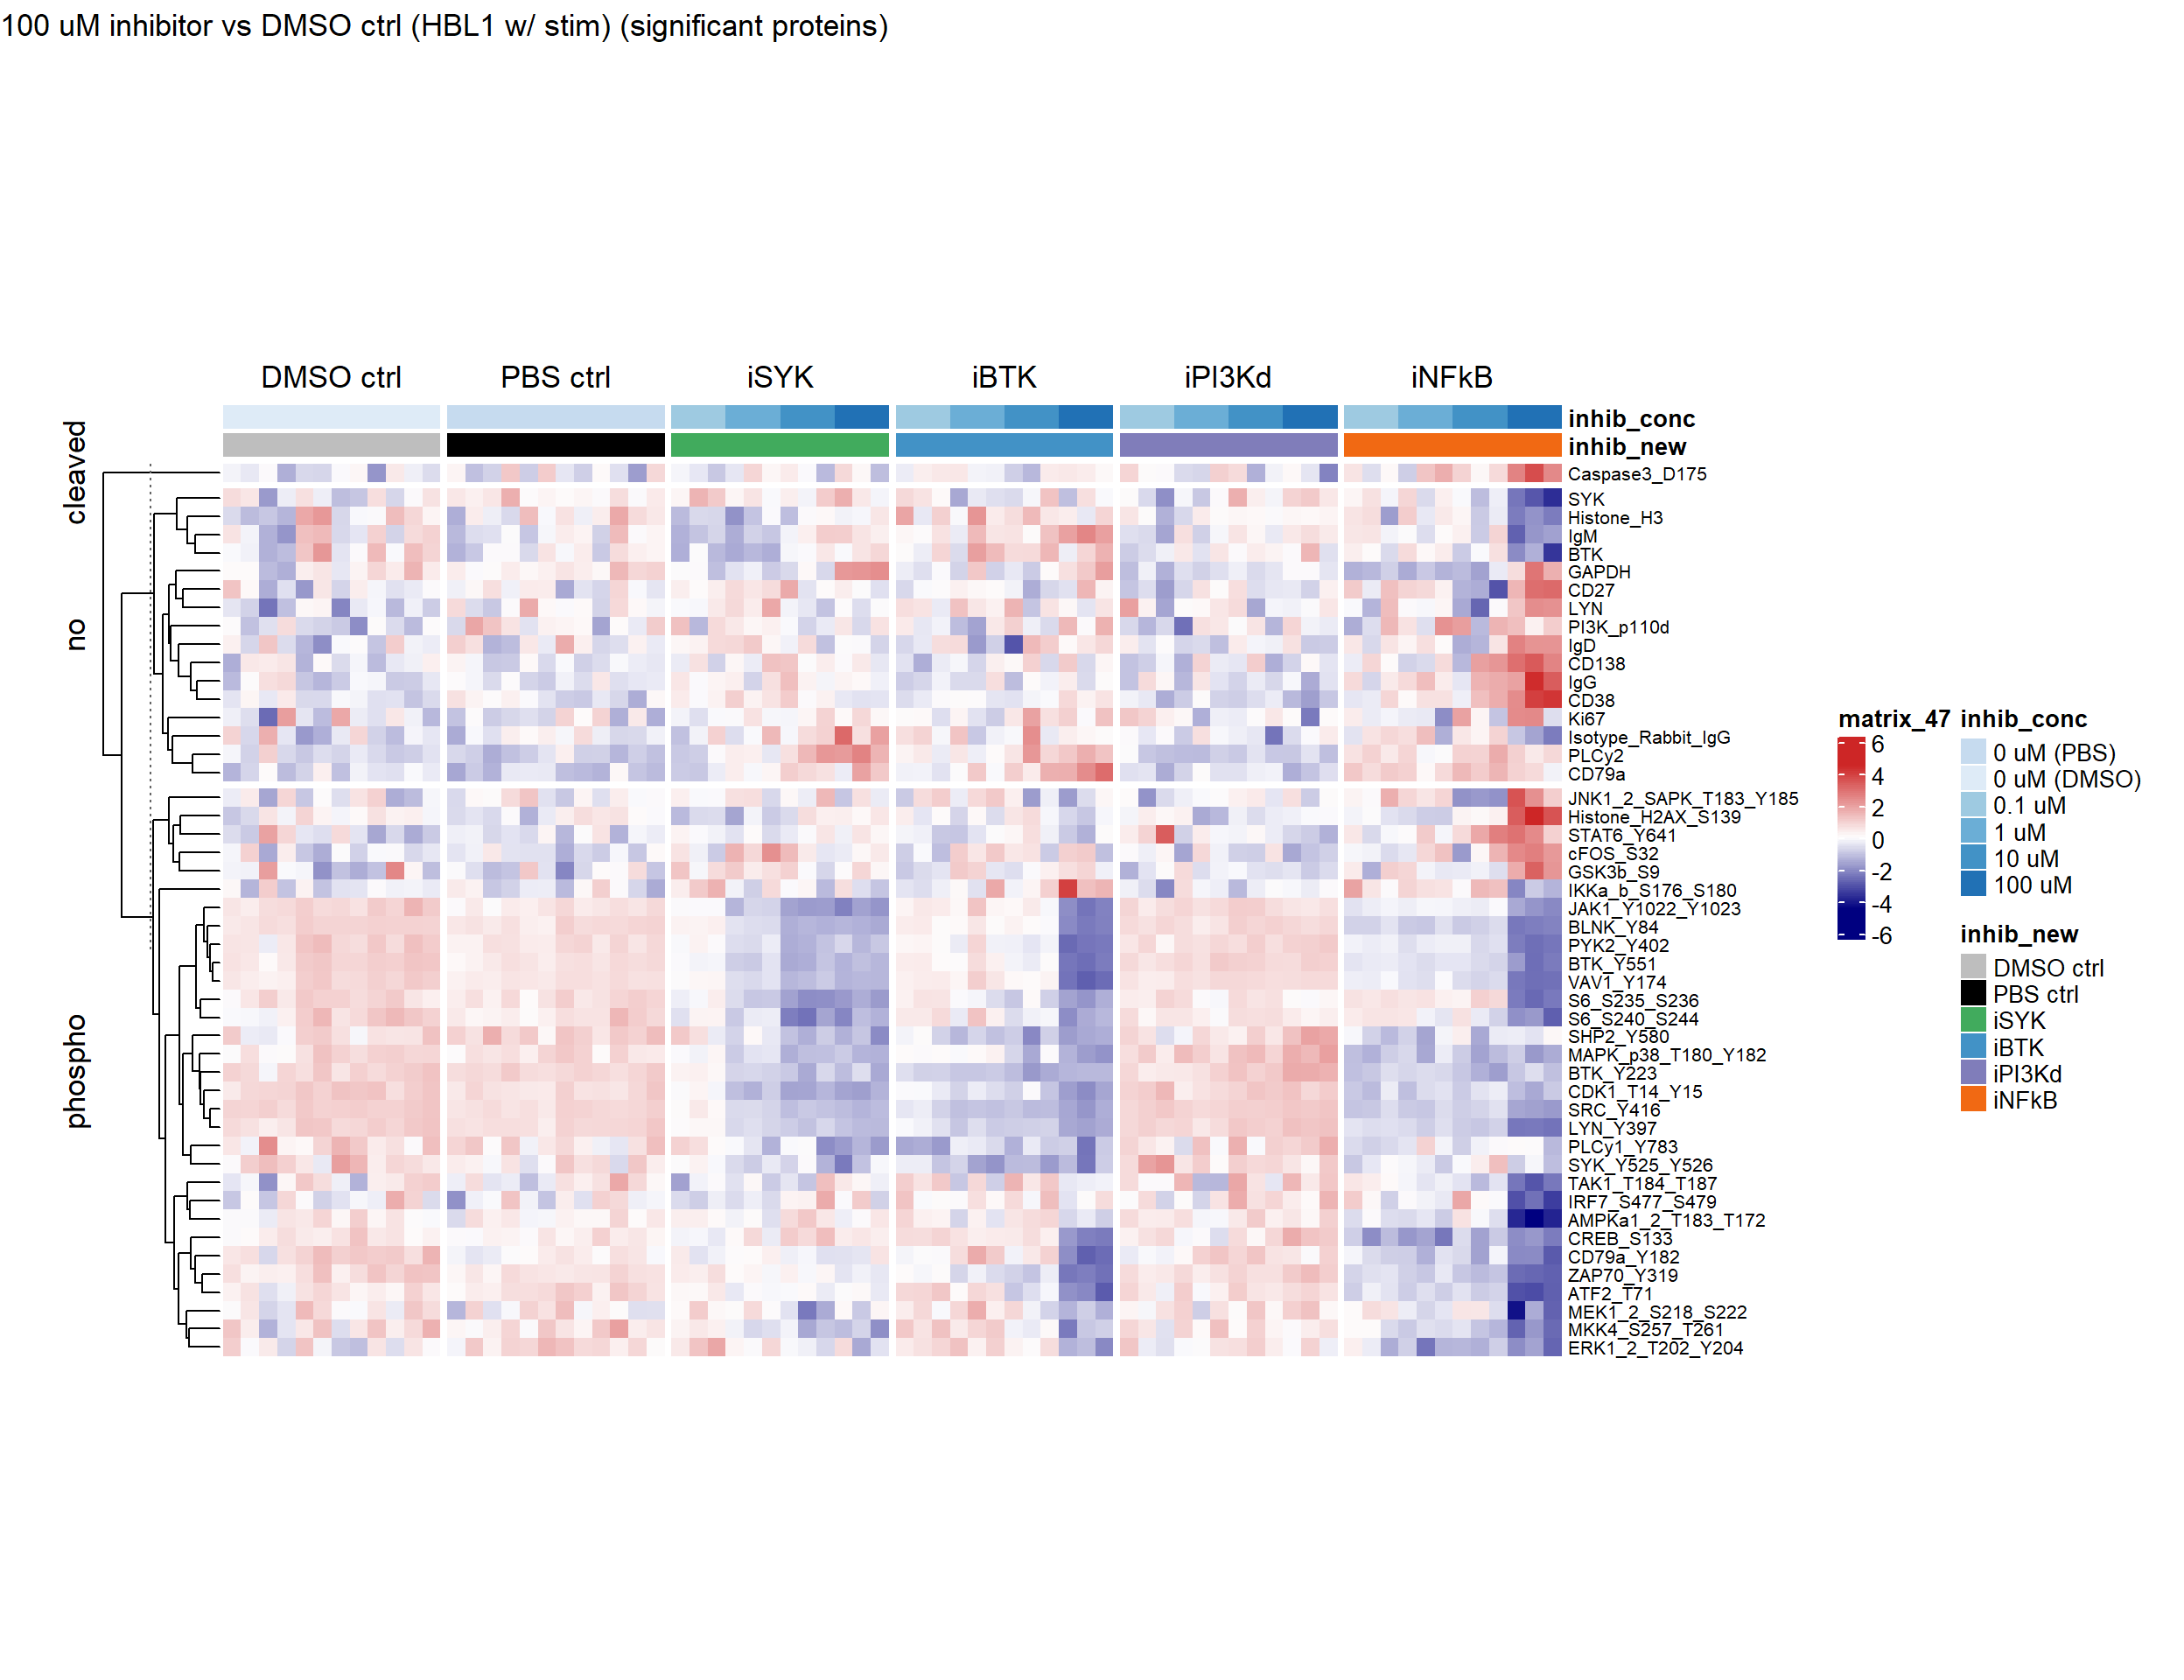 100 uM inhibitor vs DMSO ctrl (HBL1 w/ stim) (significant proteins)
DMSO ctrl
PBS ctrl
iSYK
iBTK
iPI3Kd
iNFkB
inhib_conc
inhib_new
cleaved
no
phospho
Caspase3_D175
SYK
Histone_H3
IgM
BTK
GAPDH
CD27
LYN
PI3K_p110d
IgD
CD138
IgG
CD38
Ki67
Isotype_Rabbit_IgG
PLCy2
CD79a
JNK1_2_SAPK_T183_Y185
Histone_H2AX_S139
STAT6_Y641
cFOS_S32
GSK3b_S9
IKKa_b_S176_S180
JAK1_Y1022_Y1023
BLNK_Y84
PYK2_Y402
BTK_Y551
VAV1_Y174
S6_S235_S236
S6_S240_S244
SHP2_Y580
MAPK_p38_T180_Y182
BTK_Y223
CDK1_T14_Y15
SRC_Y416
LYN_Y397
PLCy1_Y783
SYK_Y525_Y526
TAK1_T184_T187
IRF7_S477_S479
AMPKa1_2_T183_T172
CREB_S133
CD79a_Y182
ZAP70_Y319
ATF2_T71
MEK1_2_S218_S222
MKK4_S257_T261
ERK1_2_T202_Y204
matrix_47
6
4
2
0
-2
-4
-6
inhib_conc
0 uM (PBS)
0 uM (DMSO)
0.1 uM
1 uM
10 uM
100 uM
inhib_new
DMSO ctrl
PBS ctrl
iSYK
iBTK
iPI3Kd
iNFkB